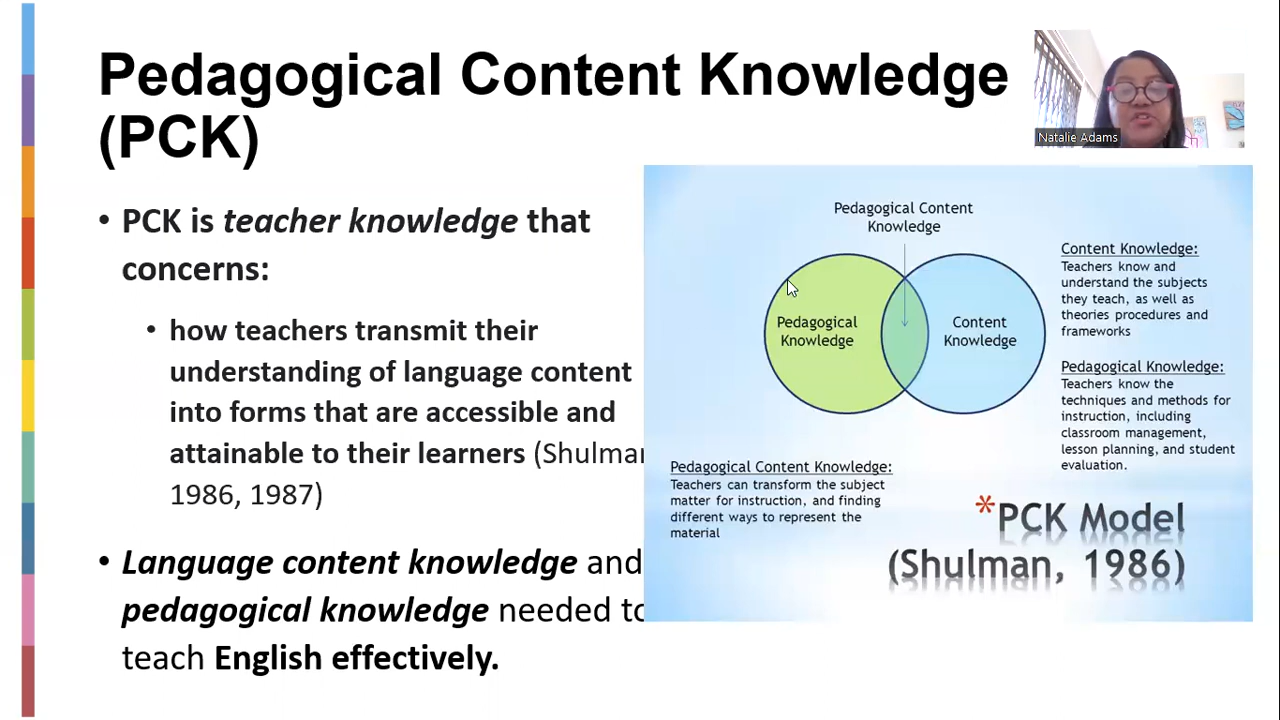 Pedagogical Content Knowledge
(PCK)
Natalie Adams
• PCK is teacher knowledge that
concerns:
• how teachers transmit their
understanding of language content
into forms that are accessible and
attainable to their learners (Shulman
1986, 1987)
• Language content knowledge and
pedagogical knowledge needed to
teach English effectively.
Pedagogical Content
Knowledge
Pedagogical
Knowledge
Content
Knowledge
Content Knowledge:
Teachers know and
understand the subjects
they teach, as well as
theories procedures and
frameworks
Pedagogical Knowledge:
Teachers know the
techniques and methods for
instruction, including
classroom management,
lesson planning, and student
evaluation.
Pedagogical Content Knowledge:
Teachers can transform the subject
matter for instruction, and finding
different ways to represent the
material
*PCK Model
(Shulman, 1986)